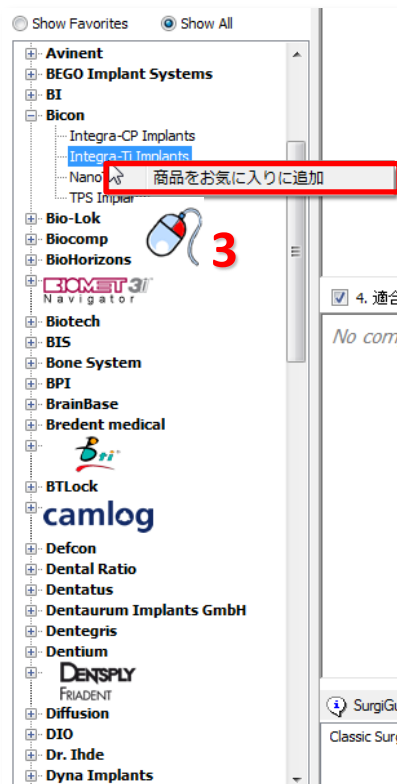 Show Favorites Show All
Avinent
BEGO Implant Systems
BI
Bicon
Integra-CP Implants
Integra-Ti Implants
商品をお気に入りに追加
TPS
Bio-Lok
Biocomp
3
BioHorizons
BIOMET 3i
Navigator
4. 適合
Biotech
BIS
No com
Bone System
BPI
BrainBase
Bredent medical
Bti
BTLock
camlog
Defcon
Dental Ratio
Dentatus
Dentaurum Implants GmbH
Dentegris
Dentium
DENTSPLY
FRIADENT
SurgiGu
Diffusion
DIO
Classic Surg
Dr. Ihde
Dyna Implants